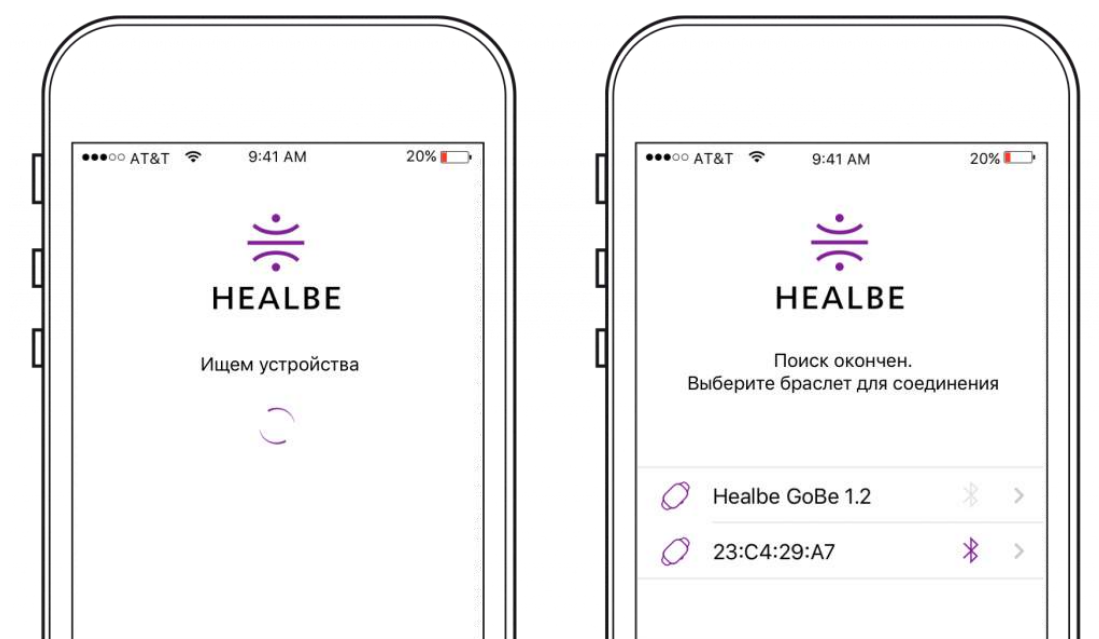 AT&T 9:41 AM 20%
HEALBE
Ищем устройства
AT&T 9:41 AM 20%
HEALBE
Поиск окончен.
Выберите браслет для соединения
Healbe GoBe 1.2
23:C4:29:A7